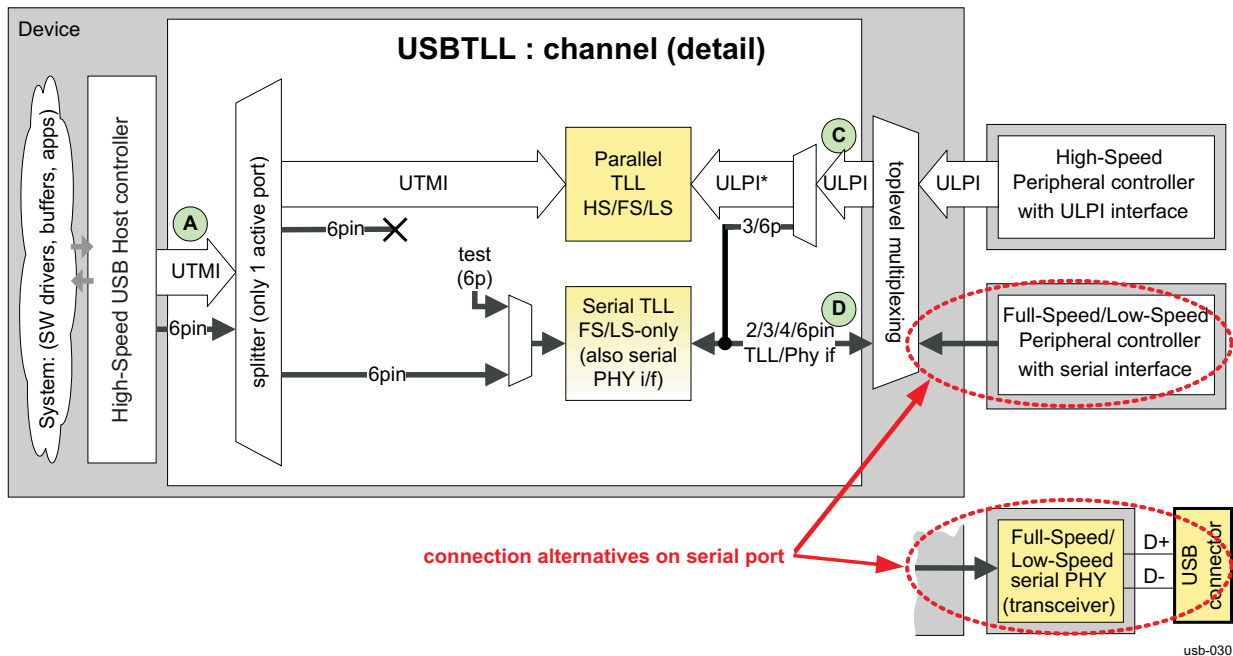 Device
USBTLL : channel (detail)
System: (SW drivers, buffers, apps)
High-Speed USB Host controller
A
UTMI
6pin
splitter (only 1 active port)
UTMI
6pin
test
(6p)
6pin
Parallel
TLL
HS/FS/LS
Serial TLL
FS/LS-only
(also serial
PHY i/f)
ULPI*
3/6p
C
ULPI
D
2/3/4/6pin
TLL/Phy if
toplevel multiplexing
ULPI
High-Speed
Peripheral controller
with ULPI interface
Full-Speed/Low-Speed
Peripheral controller
with serial interface
connection alternatives on serial port
Full-Speed/
Low-Speed
serial PHY
(transceiver)
D+
D-
USB
connector
usb-030